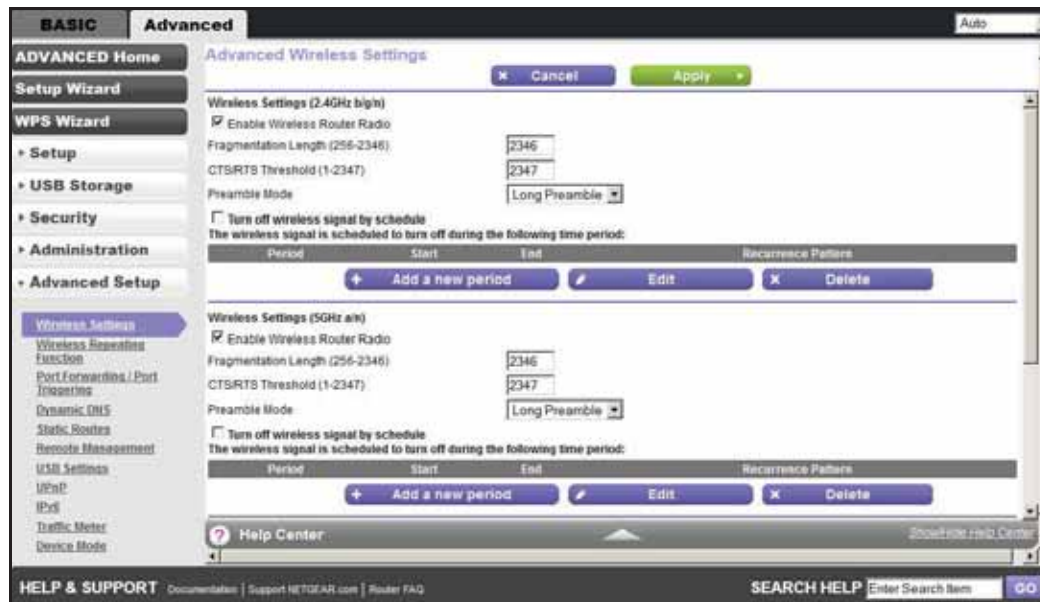 BASIC
Advanced
Auto
ADVANCED Home
Setup Wizard
WPS Wizard
Setup
USB Storage
Security
Administration
Advanced Setup
Wireless Settings
Wireless Repeating
Function
Port Forwarding / Port
Triggering
Dynamic DNS
Static Routes
Remote Management
USB Settings
UPnP
IPv6
Traffic Meter
Device Mode
Advanced Wireless Settings
Cancel
Apply
Wireless Settings (2.4GHz b/g/n)
Enable Wireless Router Radio
Fragmentation Length (256-2346) 2346
CTS/RTS Threshold (1-2347) 2347
Preamble Mode Long Preamble
Turn off wireless signal by schedule
The wireless signal is scheduled to turn off during the following time period:
Period Start End Recurrence Pattern
Add a new period Edit Delete
Wireless Settings (5GHz a/n)
Enable Wireless Router Radio
Fragmentation Length (256-2346) 2346
CTS/RTS Threshold (1-2347) 2347
Preamble Mode Long Preamble
Turn off wireless signal by schedule
The wireless signal is scheduled to turn off during the following time period:
Period Start End Recurrence Pattern
Add a new period Edit Delete
? Help Center
Show/Hide Help Center
HELP & SUPPORT Documentation | Support NETGEAR.com | Router FAQ
SEARCH HELP Enter Search Item GO